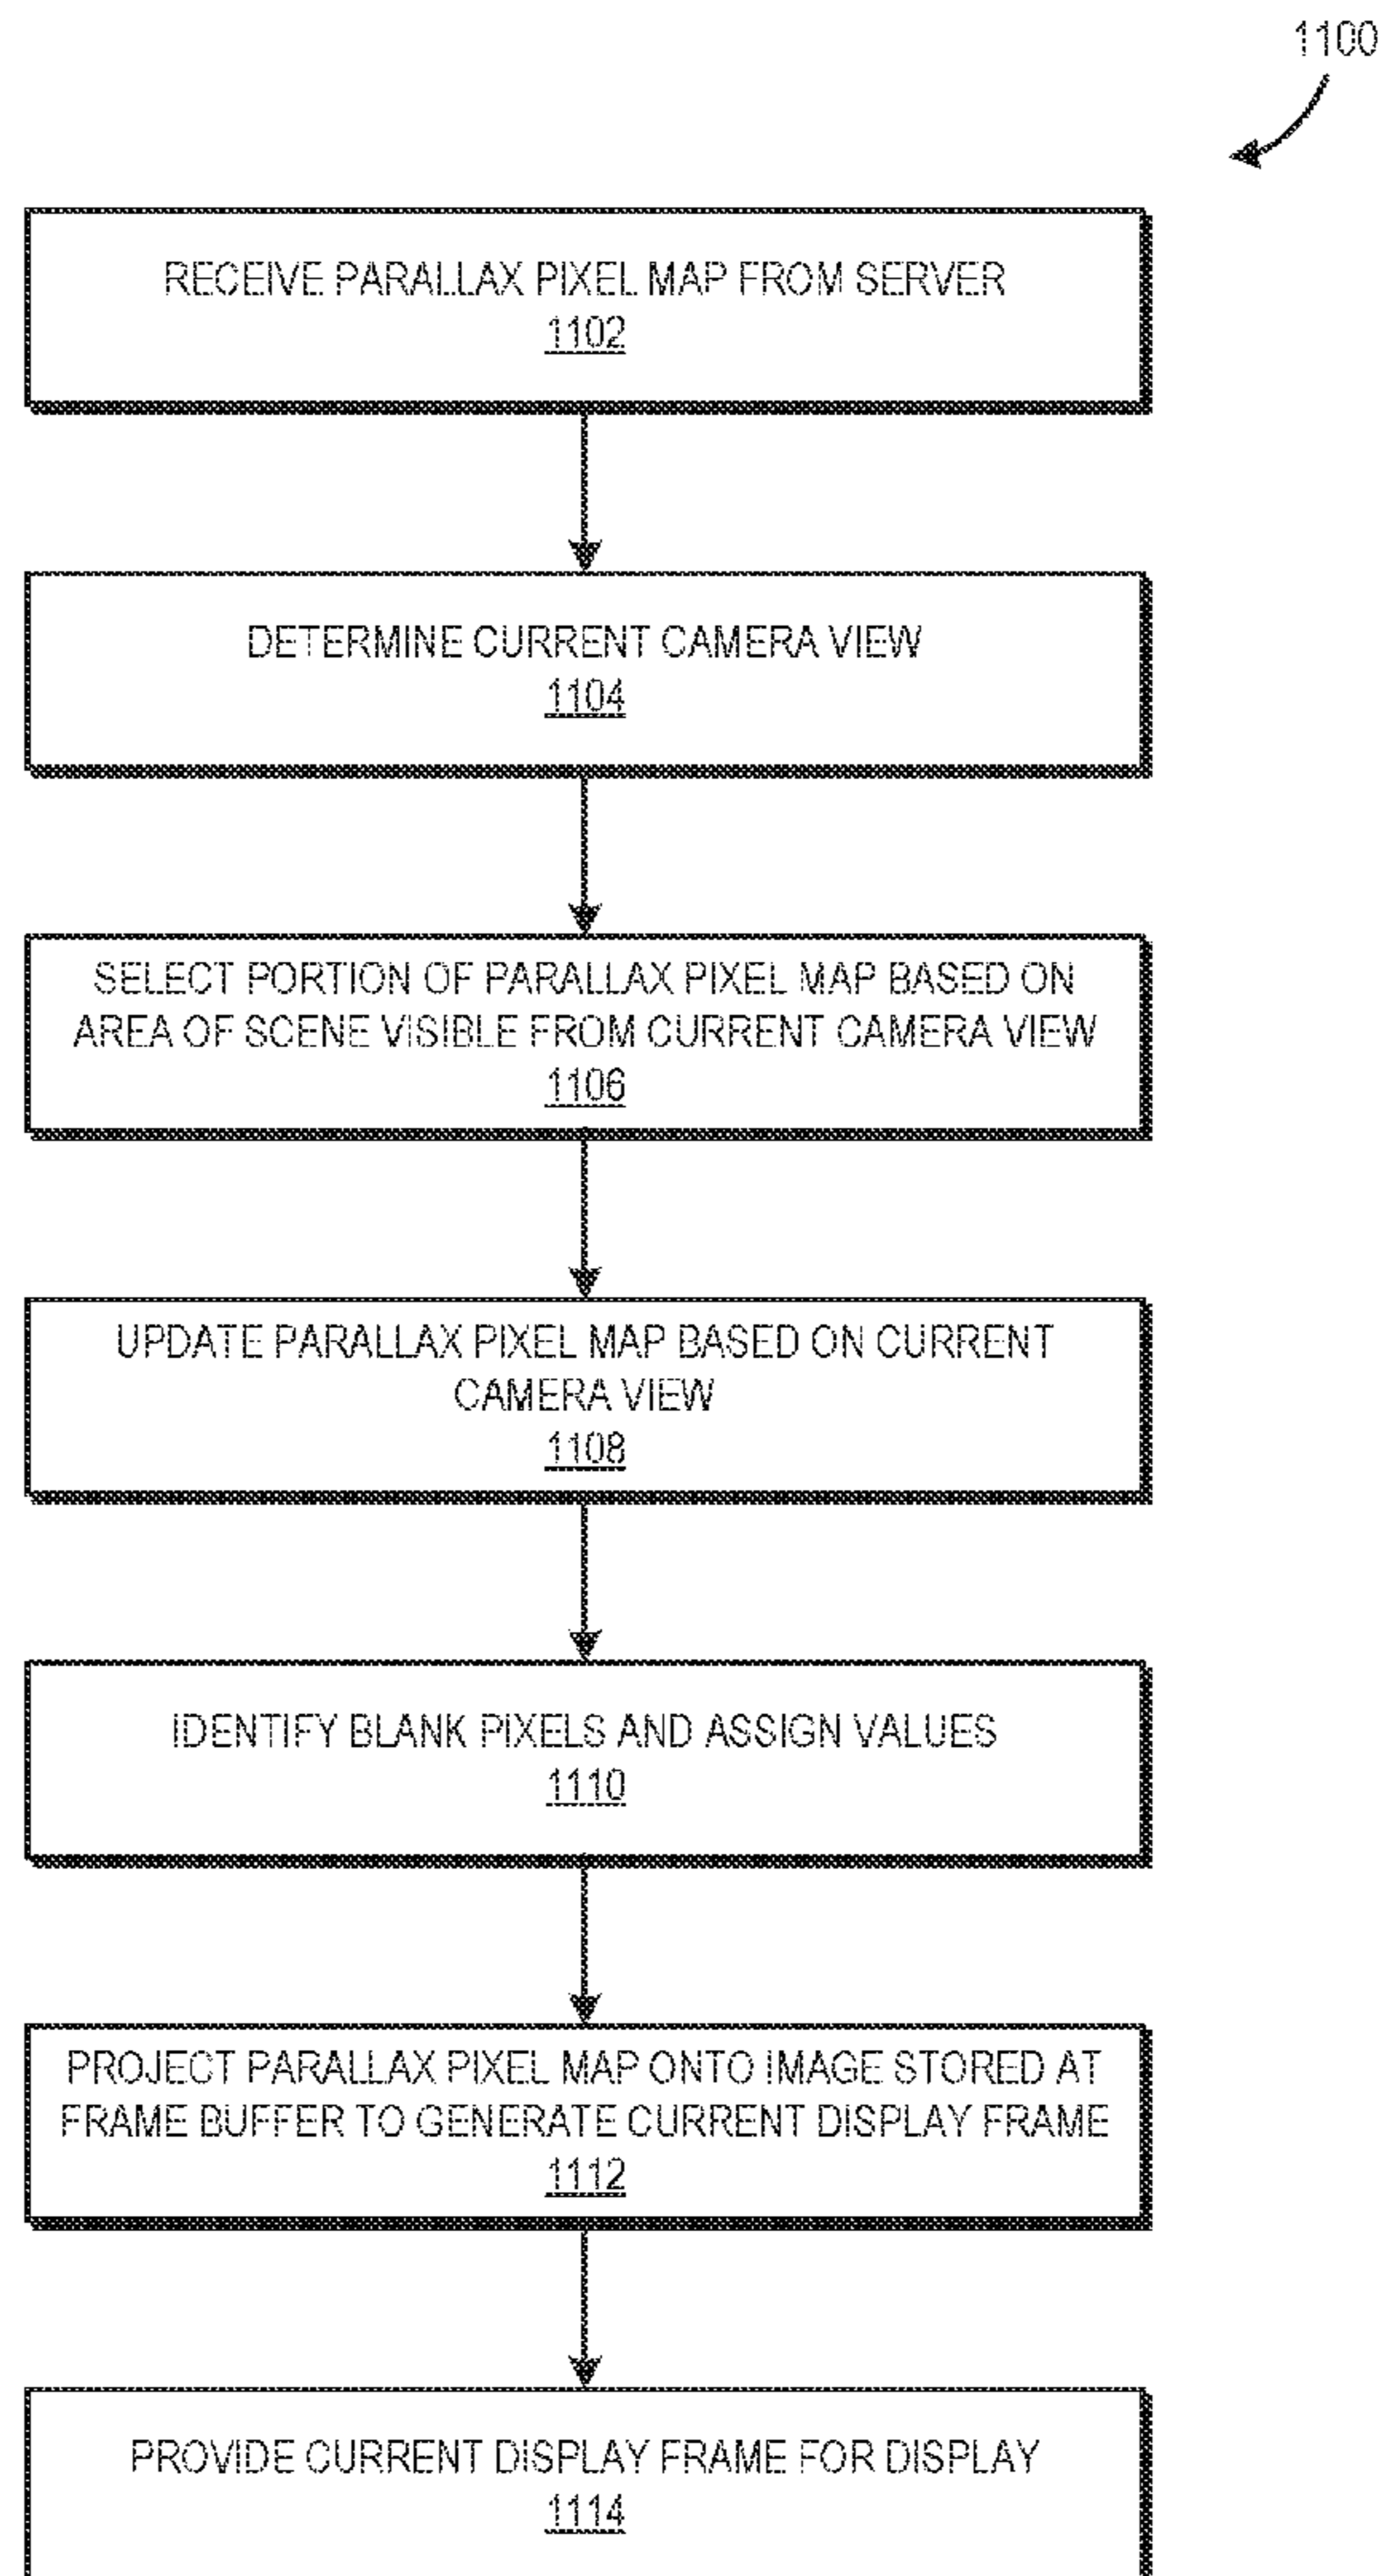 1100
RECEIVE PARALLAX PIXEL MAP FROM SERVER
1102
DETERMINE CURRENT CAMERA VIEW
1104
SELECT PORTION OF PARALLAX PIXEL MAP BASED ON
AREA OF SCENE VISIBLE FROM CURRENT CAMERA VIEW
1106
UPDATE PARALLAX PIXEL MAP BASED ON CURRENT
CAMERA VIEW
1108
IDENTIFY BLANK PIXELS AND ASSIGN VALUES
1110
PROJECT PARALLAX PIXEL MAP ONTO IMAGE STORED AT
FRAME BUFFER TO GENERATE CURRENT DISPLAY FRAME
1112
PROVIDE CURRENT DISPLAY FRAME FOR DISPLAY
1114